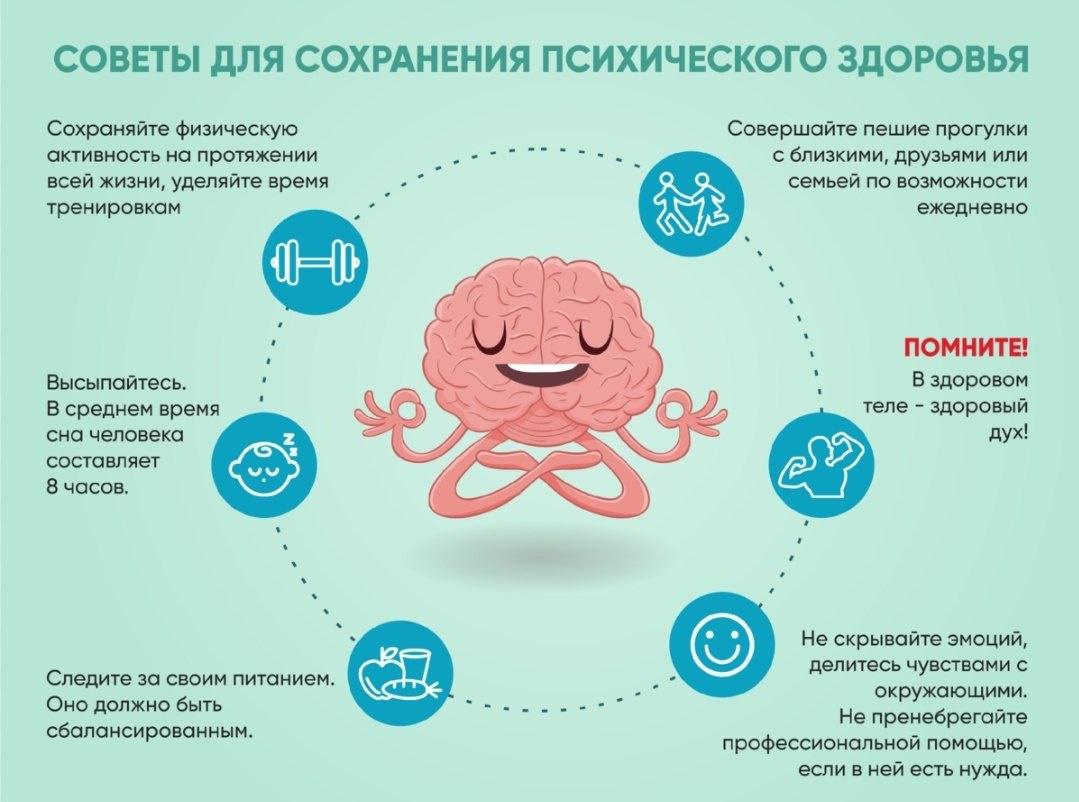 СОВЕТЫ ДЛЯ СОХРАНЕНИЯ ПСИХИЧЕСКОГО ЗДОРОВЬЯ
Сохраняйте физическую
активность на протяжении
всей жизни, уделяйте время
тренировкам
Совершайте пешие прогулки
с близкими, друзьями или
семьей по возможности
ежедневно
Высыпайтесь.
В среднем время
сна человека
составляет
8 часов.
z
z
ПОМНИТЕ!
В здоровом
теле - здоровый
дух!
Следите за своим питанием.
Оно должно быть
сбалансированным.
Не скрывайте эмоций,
делитесь чувствами с
окружающими.
Не пренебрегайте
профессиональной помощью,
если в ней есть нужда.